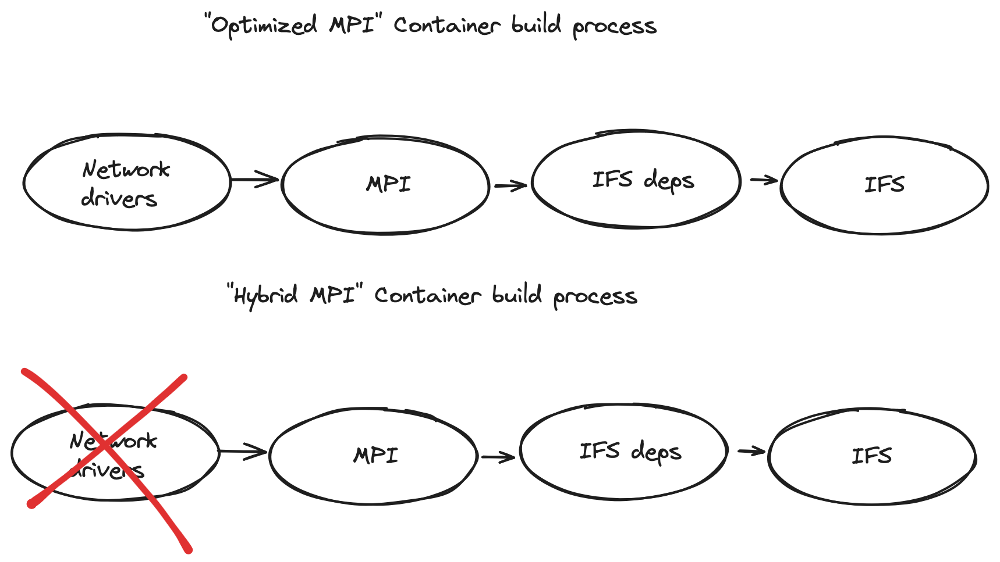 "Optimized MPI" Container build process
Network
drivers
MPI
IFS deps
IFS
"Hybrid MPI" Container build process
Network
drivers
MPI
IFS deps
IFS